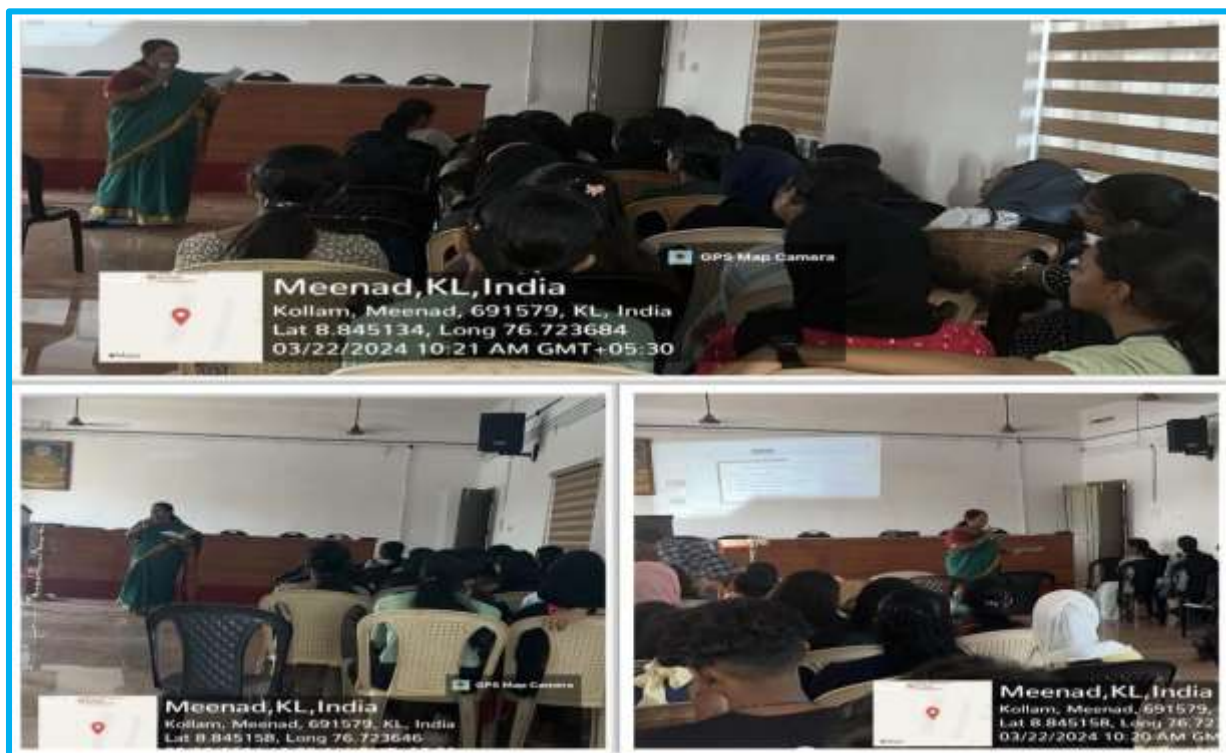 GPS Map Camera
Meenad,KL,India
Kollam, Meenad, 691579, KL, India
Lat 8.845134, Long 76.723684
03/22/2024 10:21 AM GMT+05:30
GPS Map Camera
Meenad,KL,India
Kollam, Meenad, 691579, KL, India
Lat 8.845158, Long 76.723646
Meenad,KL,India
Kollam, Meenad, 691579,
Lat 8.845158, Long 76.72
03/22/2024 10:20 AM GM